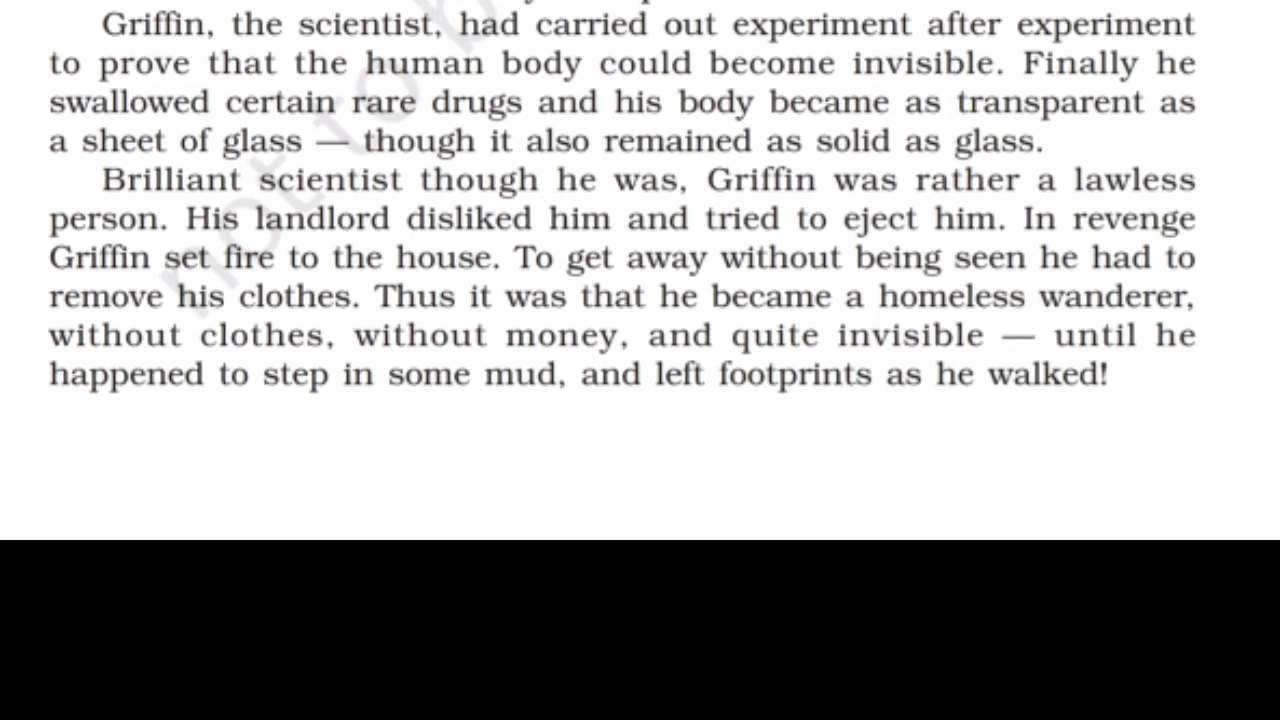 Griffin, the scientist, had carried out experiment after experiment
to prove that the human body could become invisible. Finally he
swallowed certain rare drugs and his body became as transparent as
a sheet of glass — though it also remained as solid as glass.
Brilliant scientist though he was, Griffin was rather a lawless
person. His landlord disliked him and tried to eject him. In revenge
Griffin set fire to the house. To get away without being seen he had to
remove his clothes. Thus it was that he became a homeless wanderer,
without clothes, without money, and quite invisible — until he
happened to step in some mud, and left footprints as he walked!
not to b